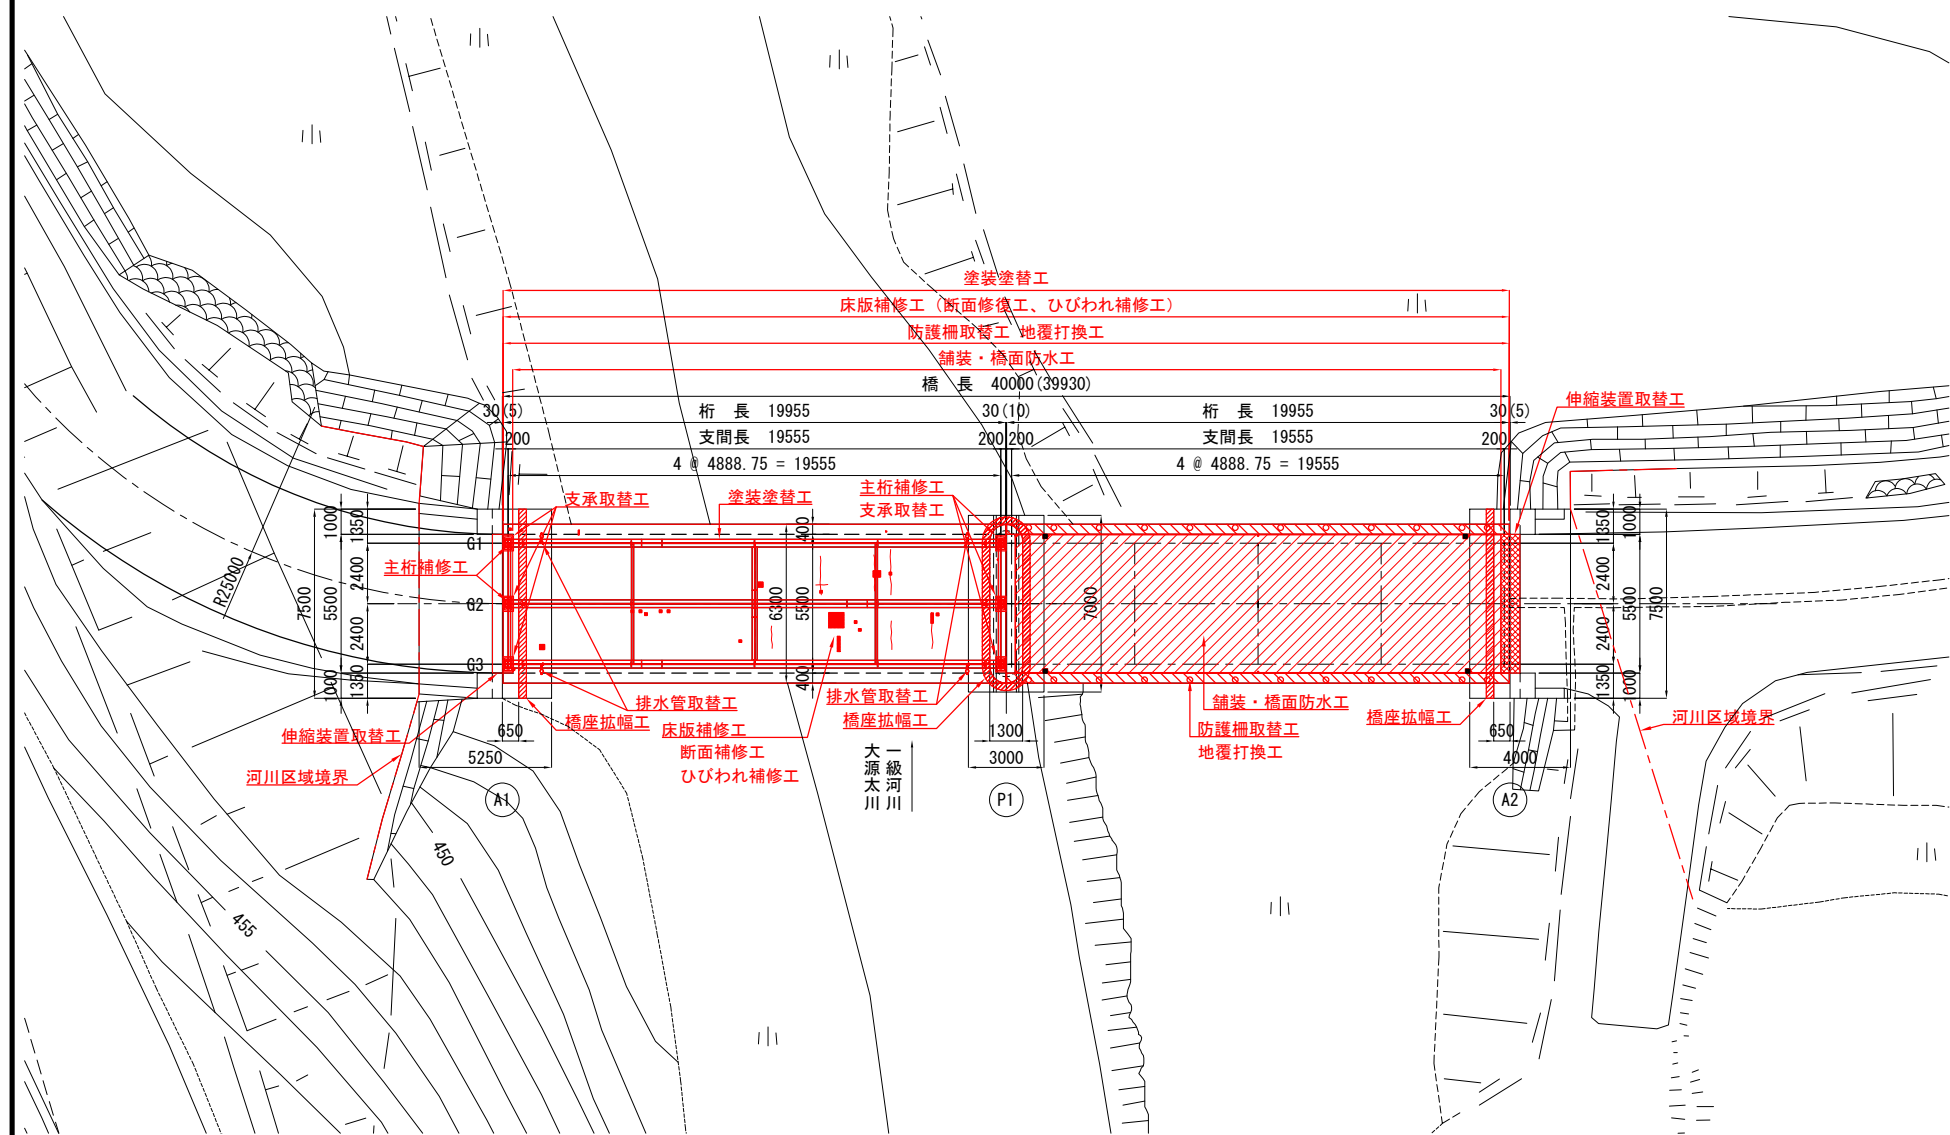 塗装塗替工
床版補修工（断面修復工、ひびわれ補修工）
防護柵取替工 地覆打換工
舗装・橋面防水工
橋　長　40000(39930)
30(5)　桁　長　19955　30(10)　桁　長　19955　30(5)
200　支間長　19555　200 200　支間長　19555　200
4 @ 4888.75 = 19555　4 @ 4888.75 = 19555
伸縮装置取替工
支承取替工
塗装塗替工
主桁補修工
支承取替工
主桁補修工
G1
G2
G3
R25000
7500
1000
5500
1000
1350
2400
2400
1350
400
6300
5500
400
7000
1350
2400
2400
1350
1000
5500
1000
7500
排水管取替工
橋座拡幅工
伸縮装置取替工
河川区域境界
650
5250
床版補修工
断面補修工
ひびわれ補修工
排水管取替工
橋座拡幅工
一級河川
大源太川
1300
3000
舗装・橋面防水工
防護柵取替工
地覆打換工
橋座拡幅工
650
4000
河川区域境界
A1
P1
A2
450
455